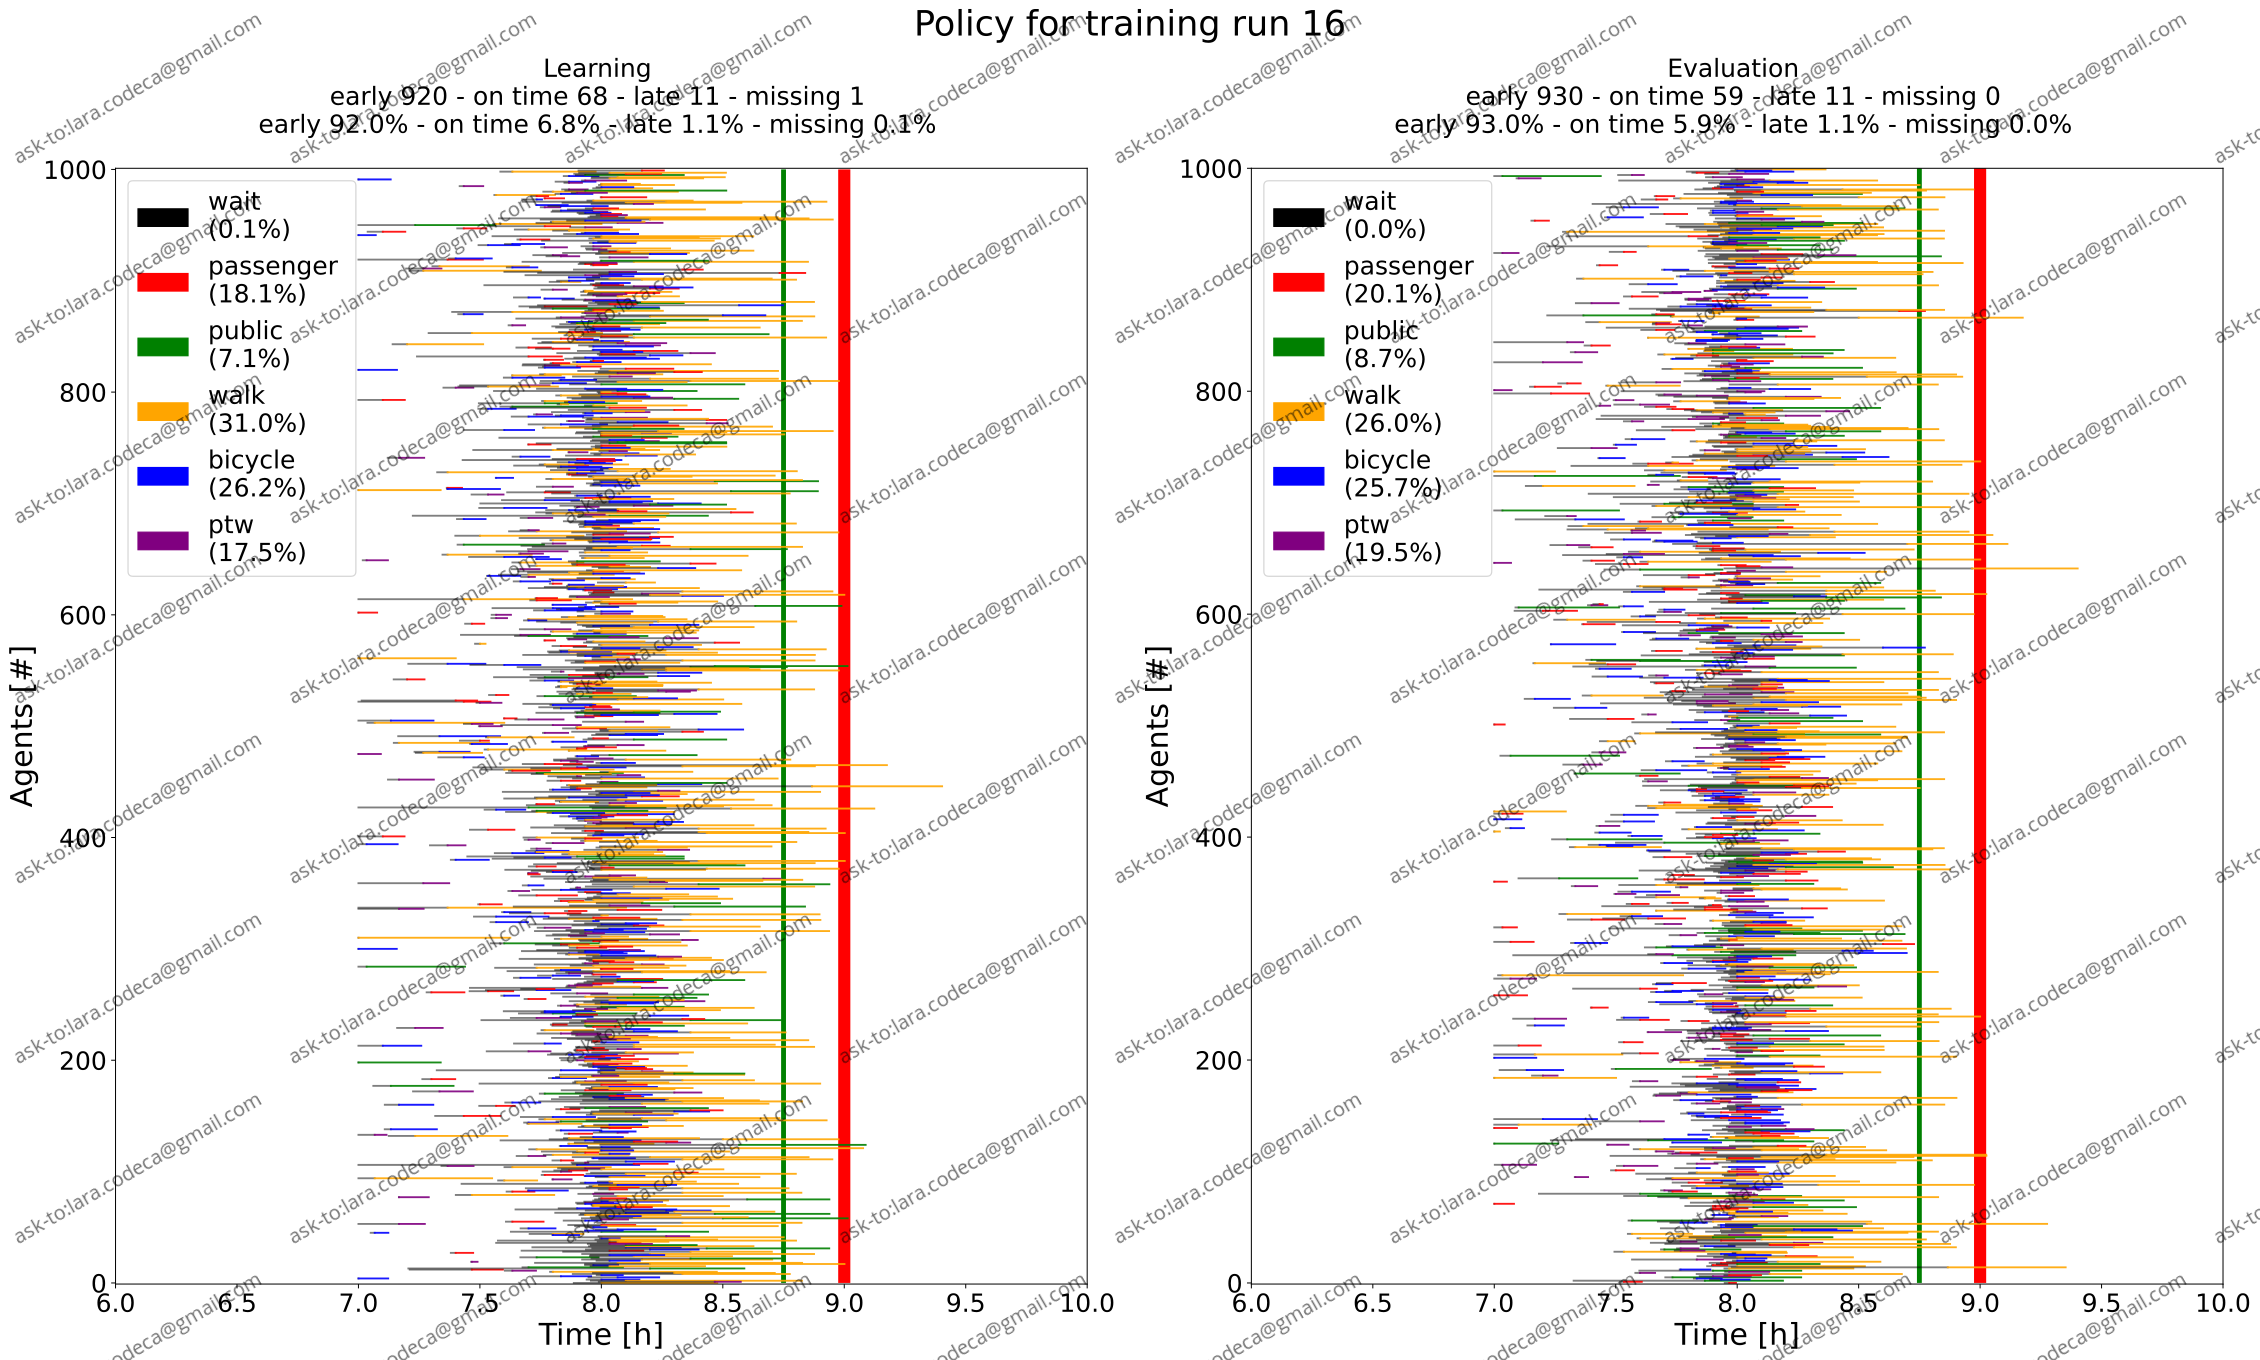 Policy for training run 16
Learning
early 920 - on time 68 - late 11 - missing 1
early 92.0% - on time 6.8% - late 1.1% - missing 0.1%
1000
800
600
400
200
0
Agents [#]
wait
(0.1%)
passenger
(18.1%)
public
(7.1%)
walk
(31.0%)
bicycle
(26.2%)
ptw
(17.5%)
6.0 6.5 7.0 7.5 8.0 8.5 9.0 9.5 10.0
Time [h]
Evaluation
early 930 - on time 59 - late 11 - missing 0
early 93.0% - on time 5.9% - late 1.1% - missing 0.0%
1000
800
600
400
200
0
Agents [#]
wait
(0.0%)
passenger
(20.1%)
public
(8.7%)
walk
(26.0%)
bicycle
(25.7%)
ptw
(19.5%)
6.0 6.5 7.0 7.5 8.0 8.5 9.0 9.5 10.0
Time [h]
ask-to:lara.codeca@gmail.com